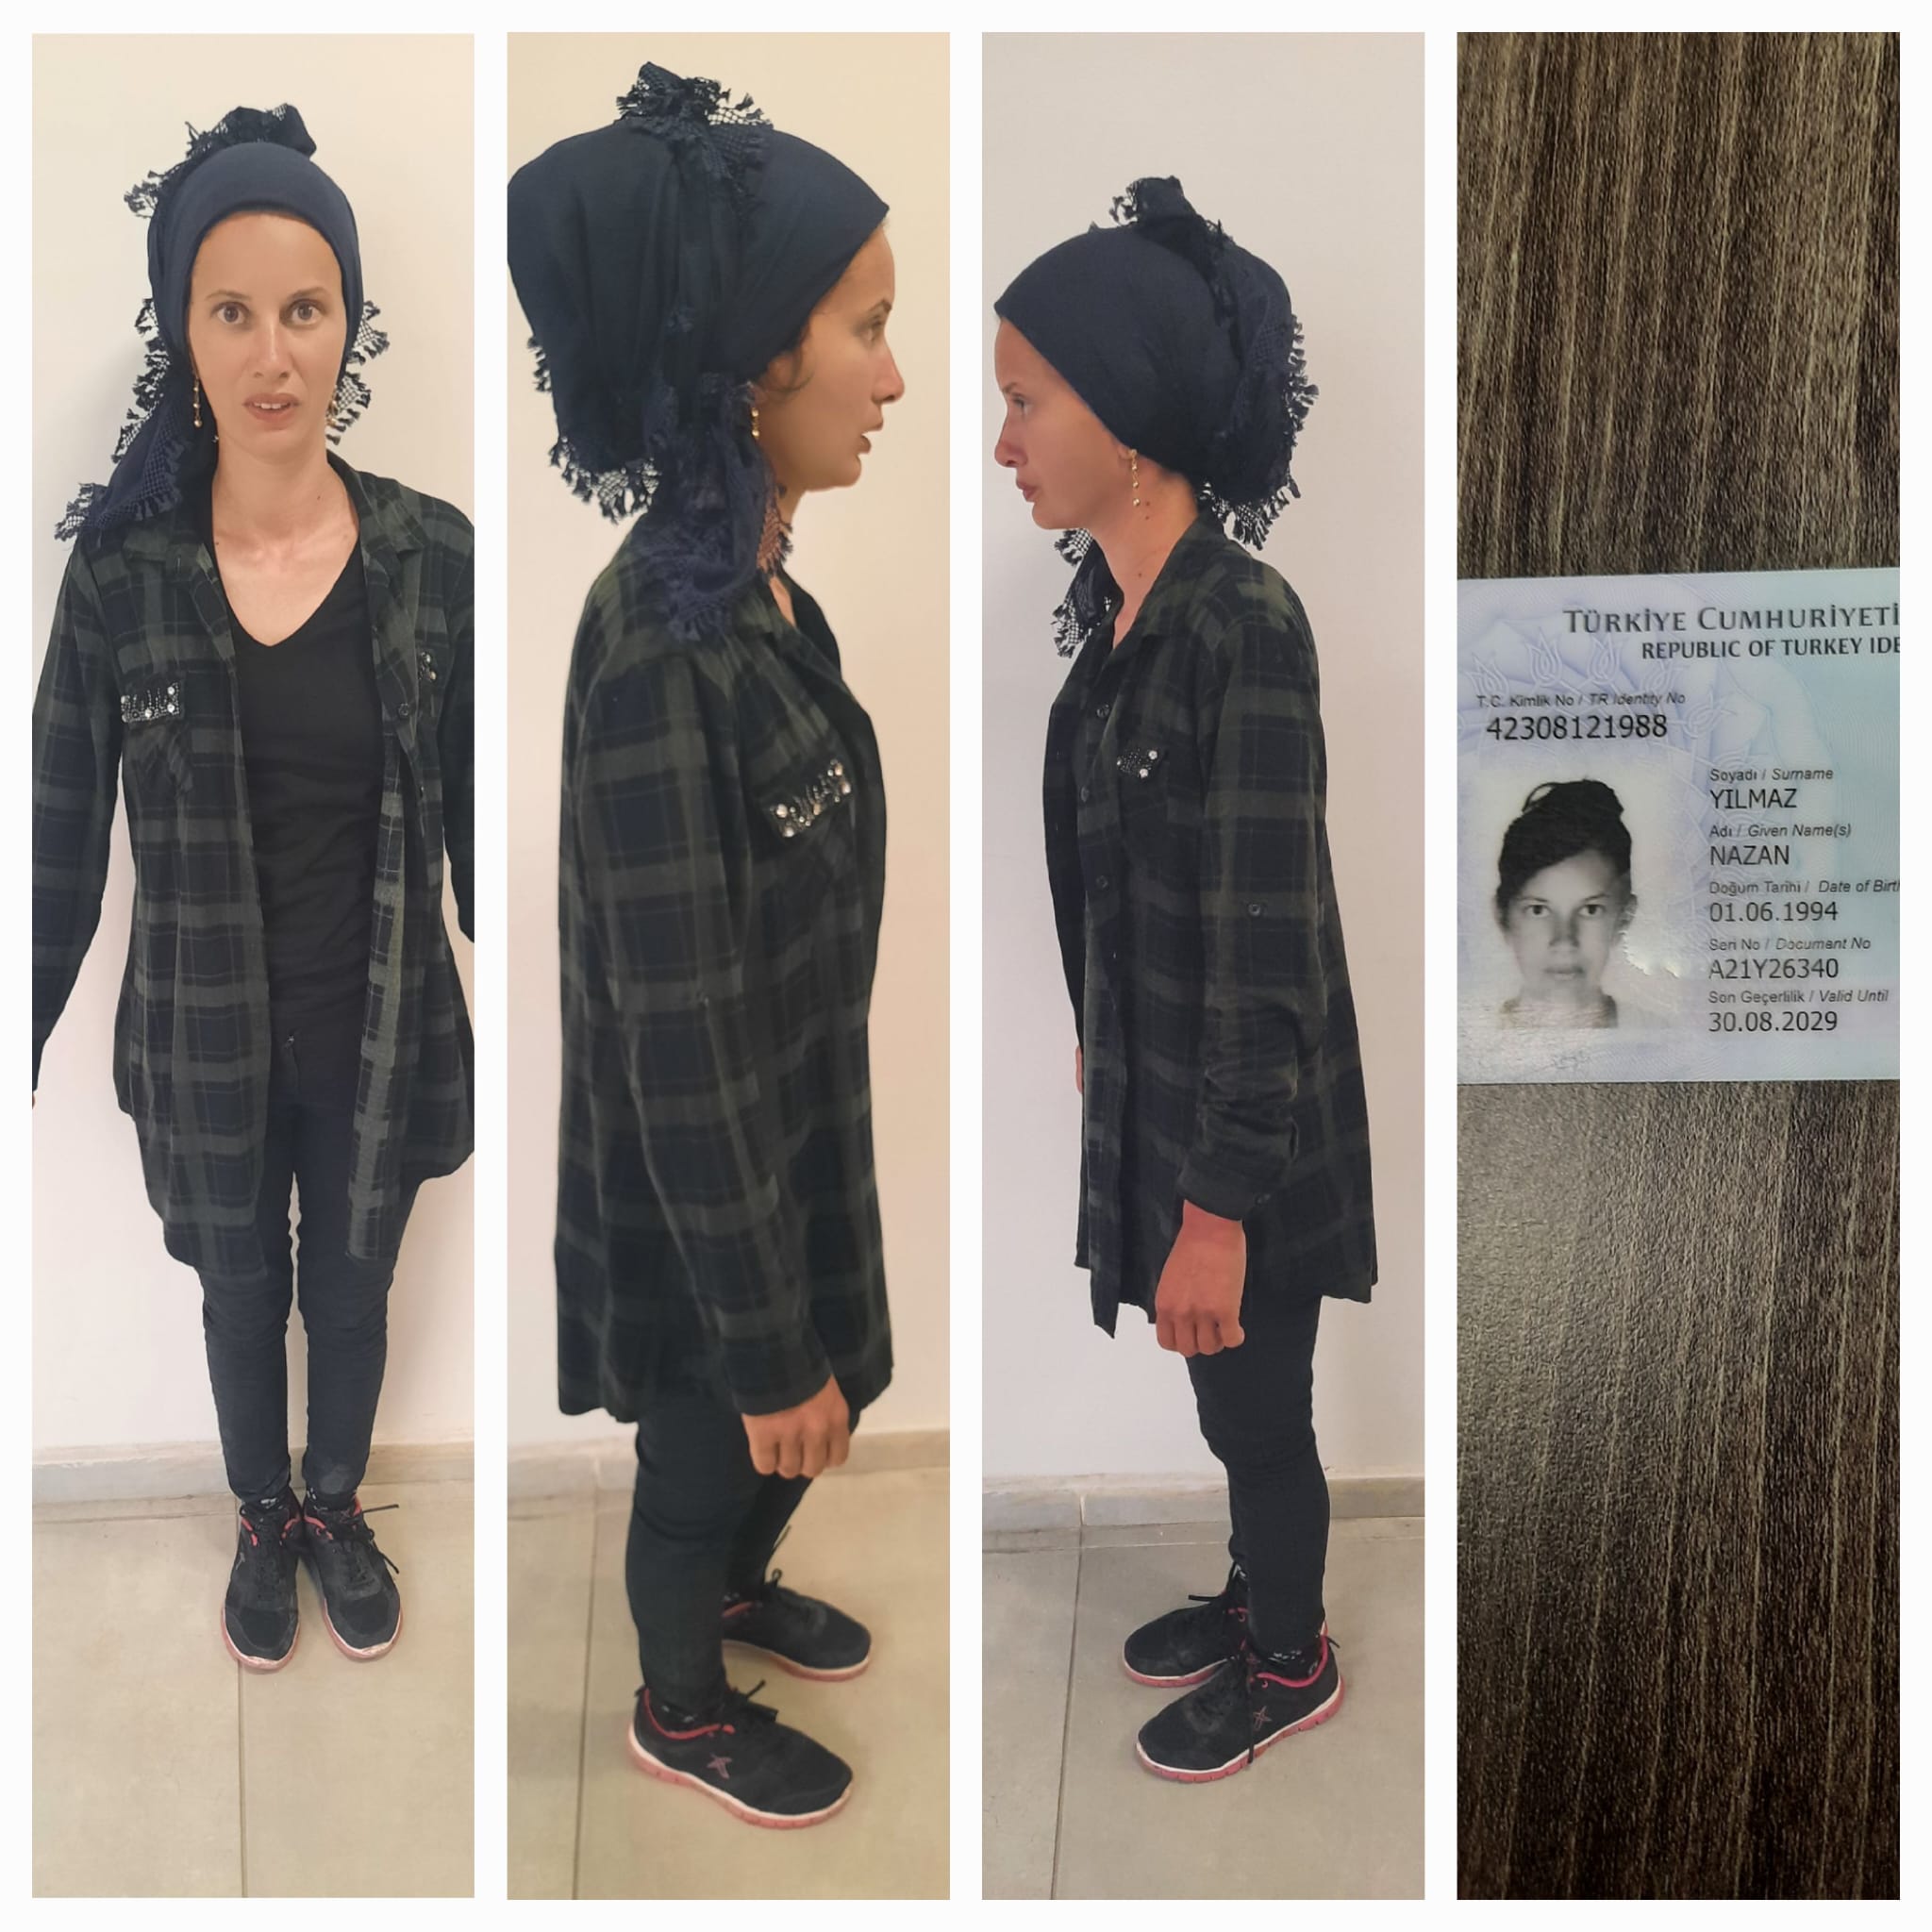 TÜRKİYE CUMHURİYETİ
REPUBLIC OF TURKEY IDE
T.C. Kimlik No / TR Identity No
42308121988
Soyadı / Surname
YILMAZ
Adı / Given Name(s)
NAZAN
Doğum Tarihi / Date of Birth
01.06.1994
Seri No / Document No
A21Y26340
Son Geçerlilik / Valid Until
30.08.2029